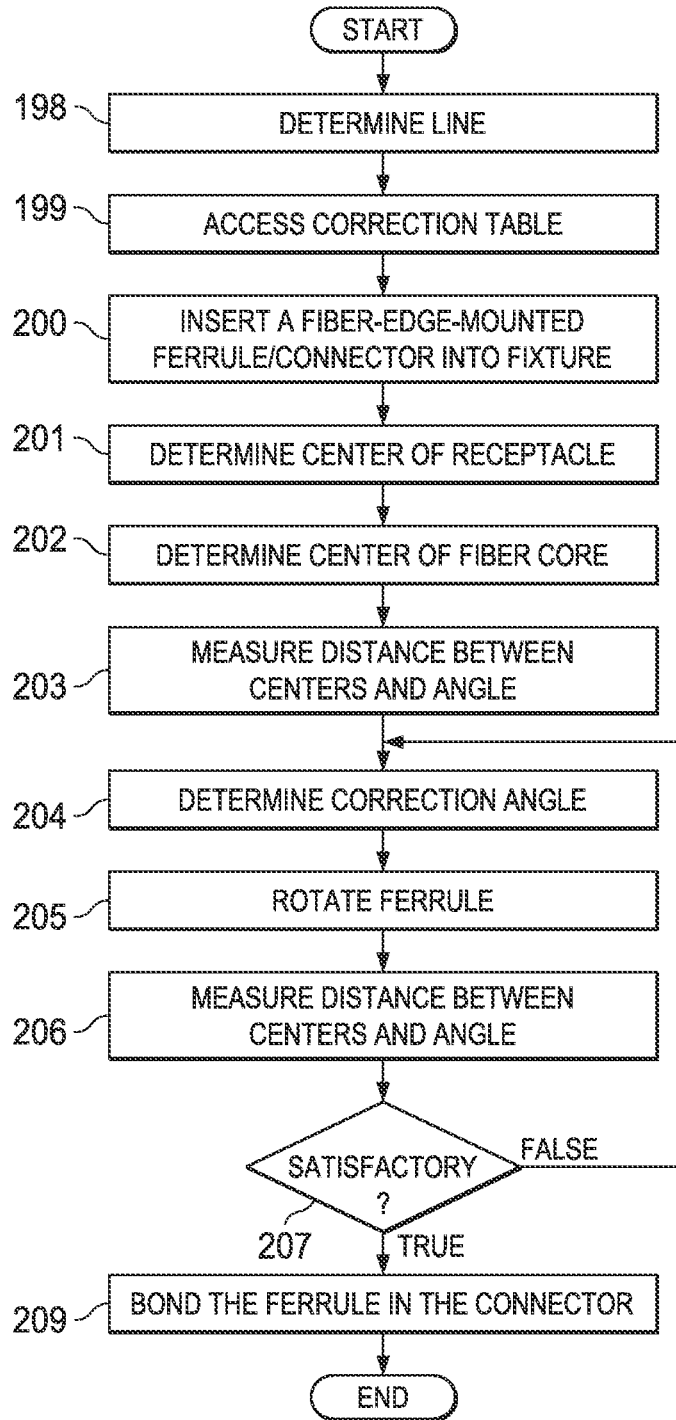 START
198
DETERMINE LINE
199
ACCESS CORRECTION TABLE
200
INSERT A FIBER-EDGE-MOUNTED
FERRULE/CONNECTOR INTO FIXTURE
201
DETERMINE CENTER OF RECEPTACLE
202
DETERMINE CENTER OF FIBER CORE
203
MEASURE DISTANCE BETWEEN
CENTERS AND ANGLE
204
DETERMINE CORRECTION ANGLE
205
ROTATE FERRULE
206
MEASURE DISTANCE BETWEEN
CENTERS AND ANGLE
SATISFACTORY
?
FALSE
207
TRUE
209
BOND THE FERRULE IN THE CONNECTOR
END